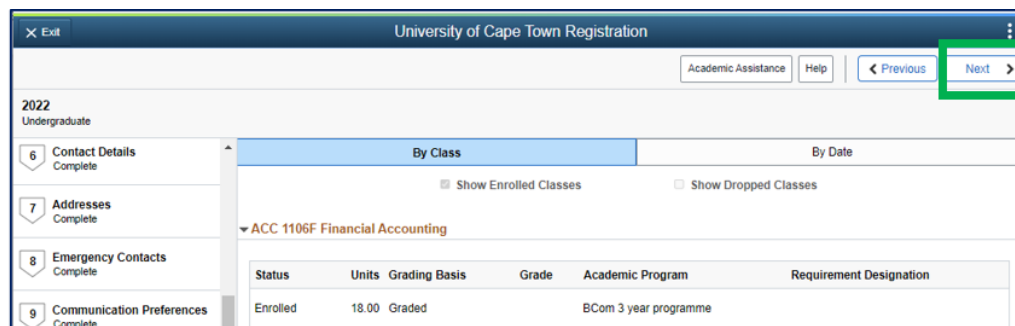 Exit
University of Cape Town Registration
Academic Assistance Help Previous Next
2022
Undergraduate
6 Contact Details
Complete
7 Addresses
Complete
8 Emergency Contacts
Complete
9 Communication Preferences
Complete
By Class By Date
Show Enrolled Classes Show Dropped Classes
ACC 1106F Financial Accounting
Status Units Grading Basis Grade Academic Program Requirement Designation
Enrolled 18.00 Graded BCom 3 year programme